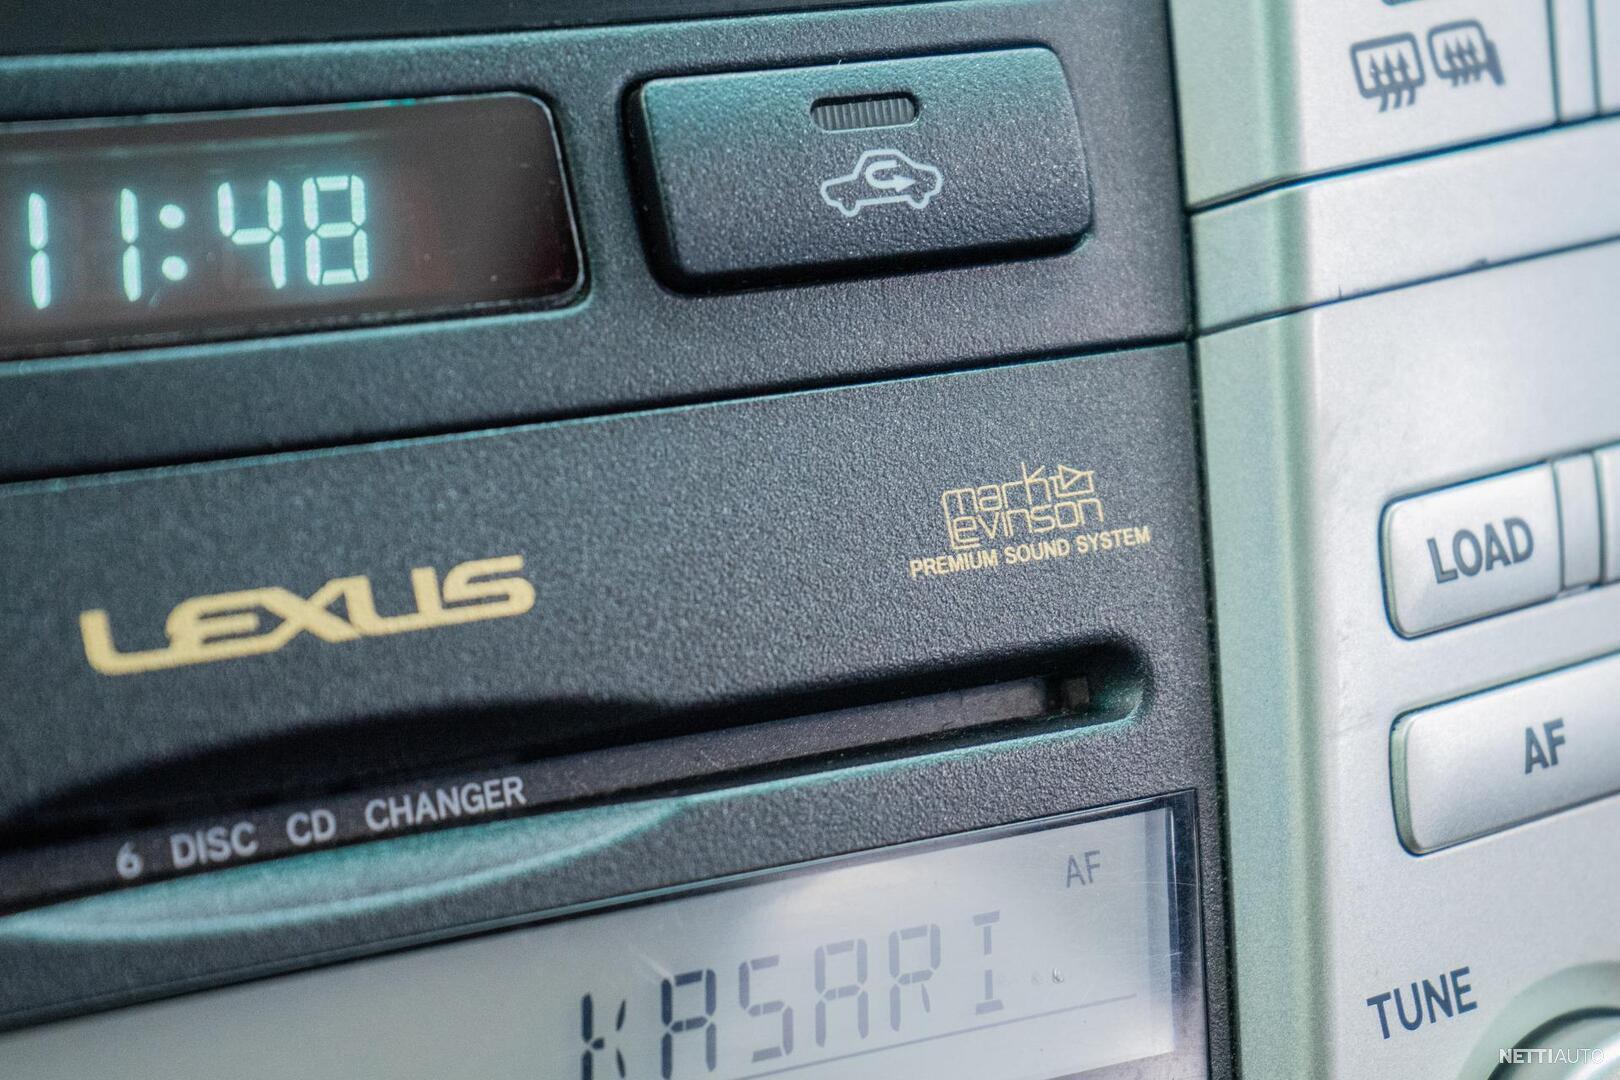 11:48
mark
levinson
PREMIUM SOUND SYSTEM
LEXUS
LOAD
6 DISC CD CHANGER
AF
AF
KASARI
TUNE
NETTIAUTO